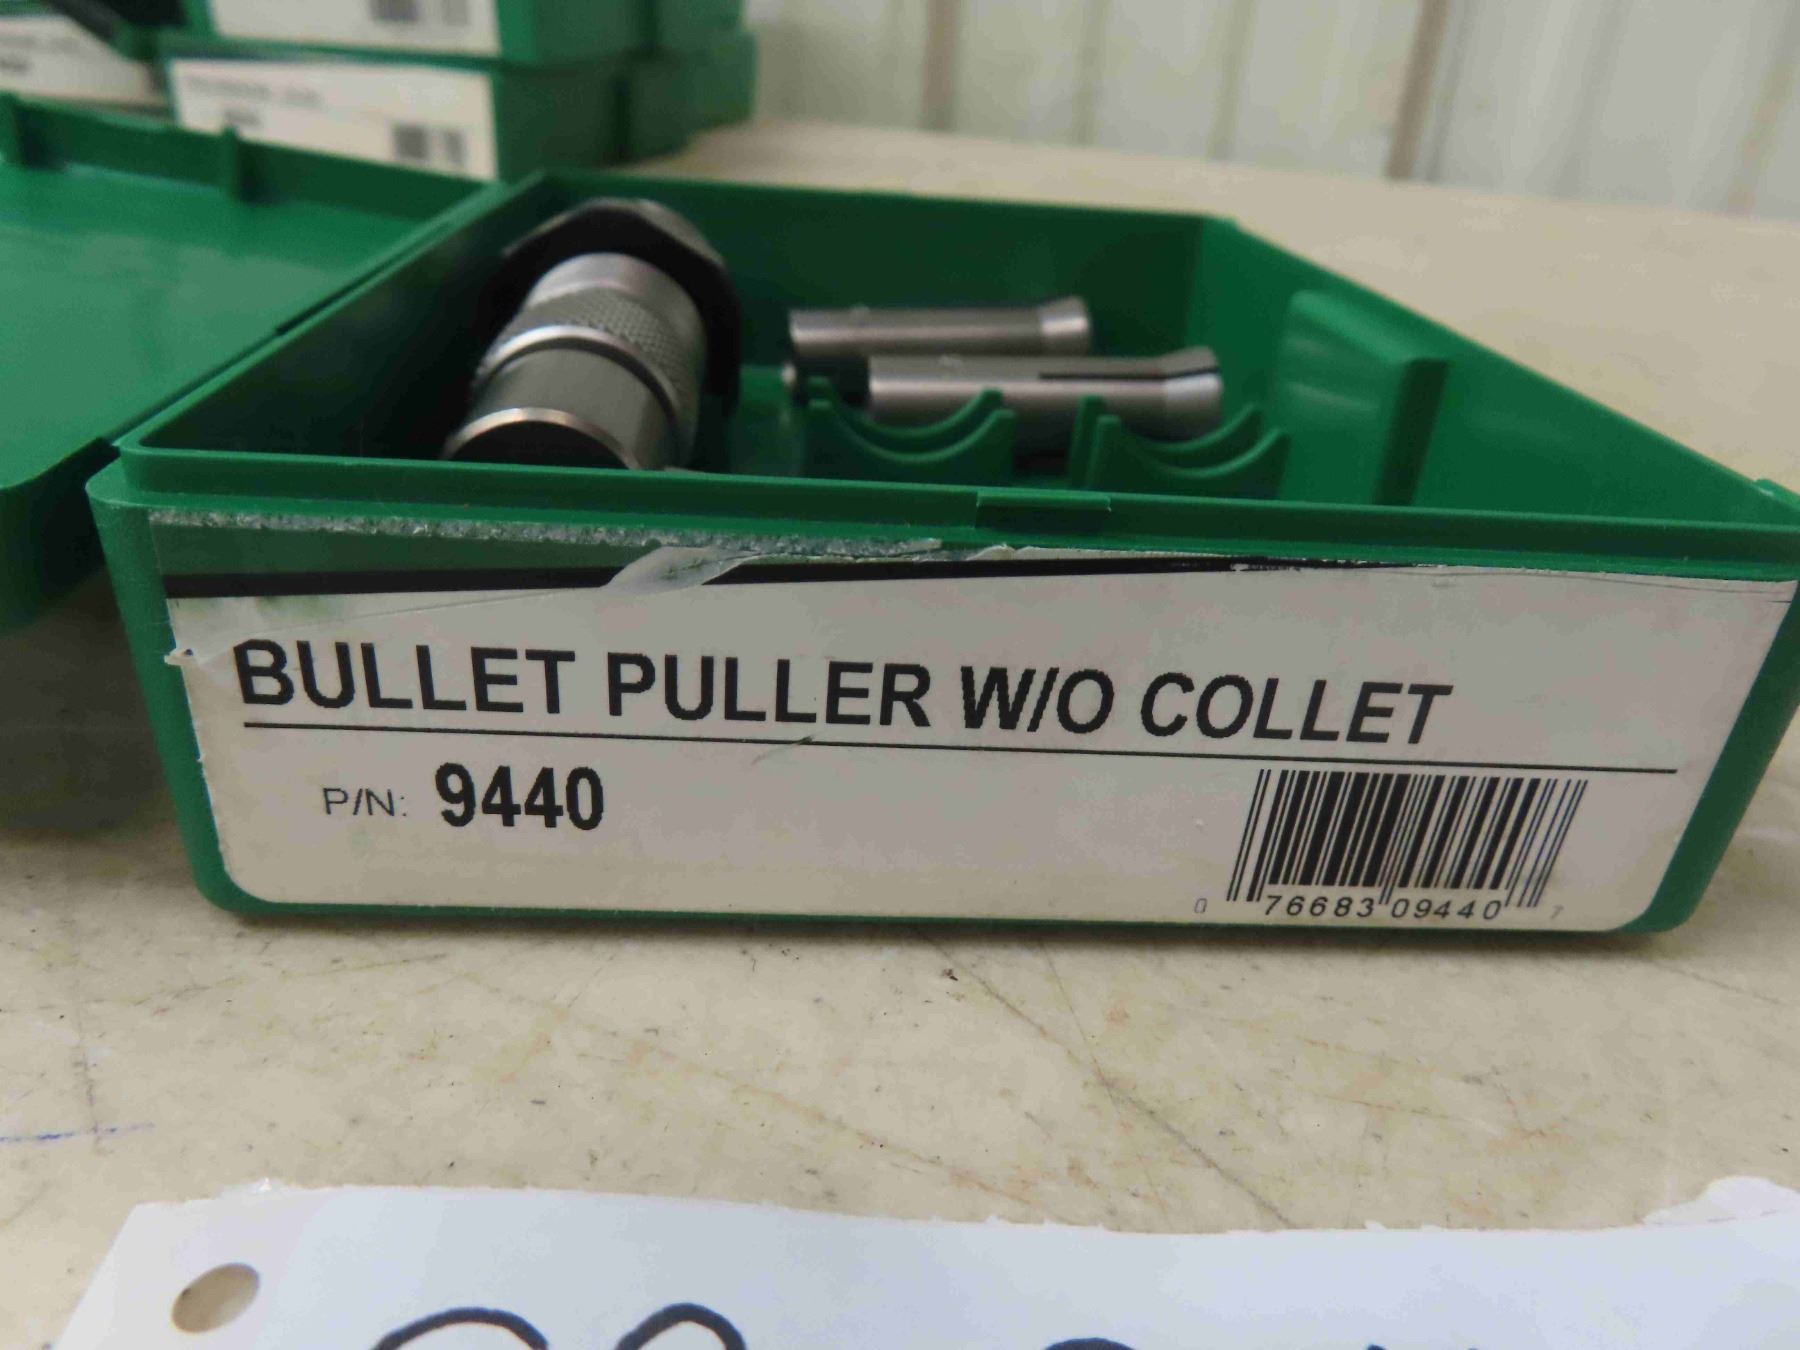 BULLET PULLER W/O COLLET
P/N: 9440
0 76683 09440 7